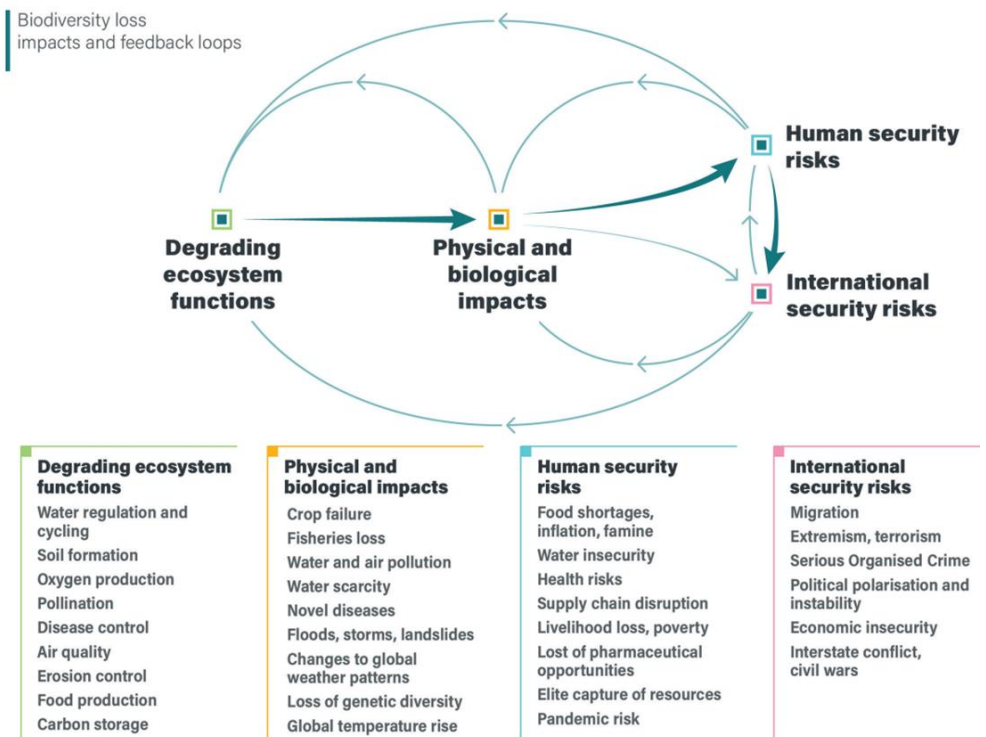 Biodiversity loss
impacts and feedback loops
Human security
risks
Degrading
ecosystem
functions
Physical and
biological
impacts
International
security risks
Degrading ecosystem
functions
Water regulation and
cycling
Soil formation
Oxygen production
Pollination
Disease control
Air quality
Erosion control
Food production
Carbon storage
Physical and
biological impacts
Crop failure
Fisheries loss
Water and air pollution
Water scarcity
Novel diseases
Floods, storms, landslides
Changes to global
weather patterns
Loss of genetic diversity
Global temperature rise
Human security
risks
Food shortages,
inflation, famine
Water insecurity
Health risks
Supply chain disruption
Livelihood loss, poverty
Lost of pharmaceutical
opportunities
Elite capture of resources
Pandemic risk
International
security risks
Migration
Extremism, terrorism
Serious Organised Crime
Political polarisation and
instability
Economic insecurity
Interstate conflict,
civil wars